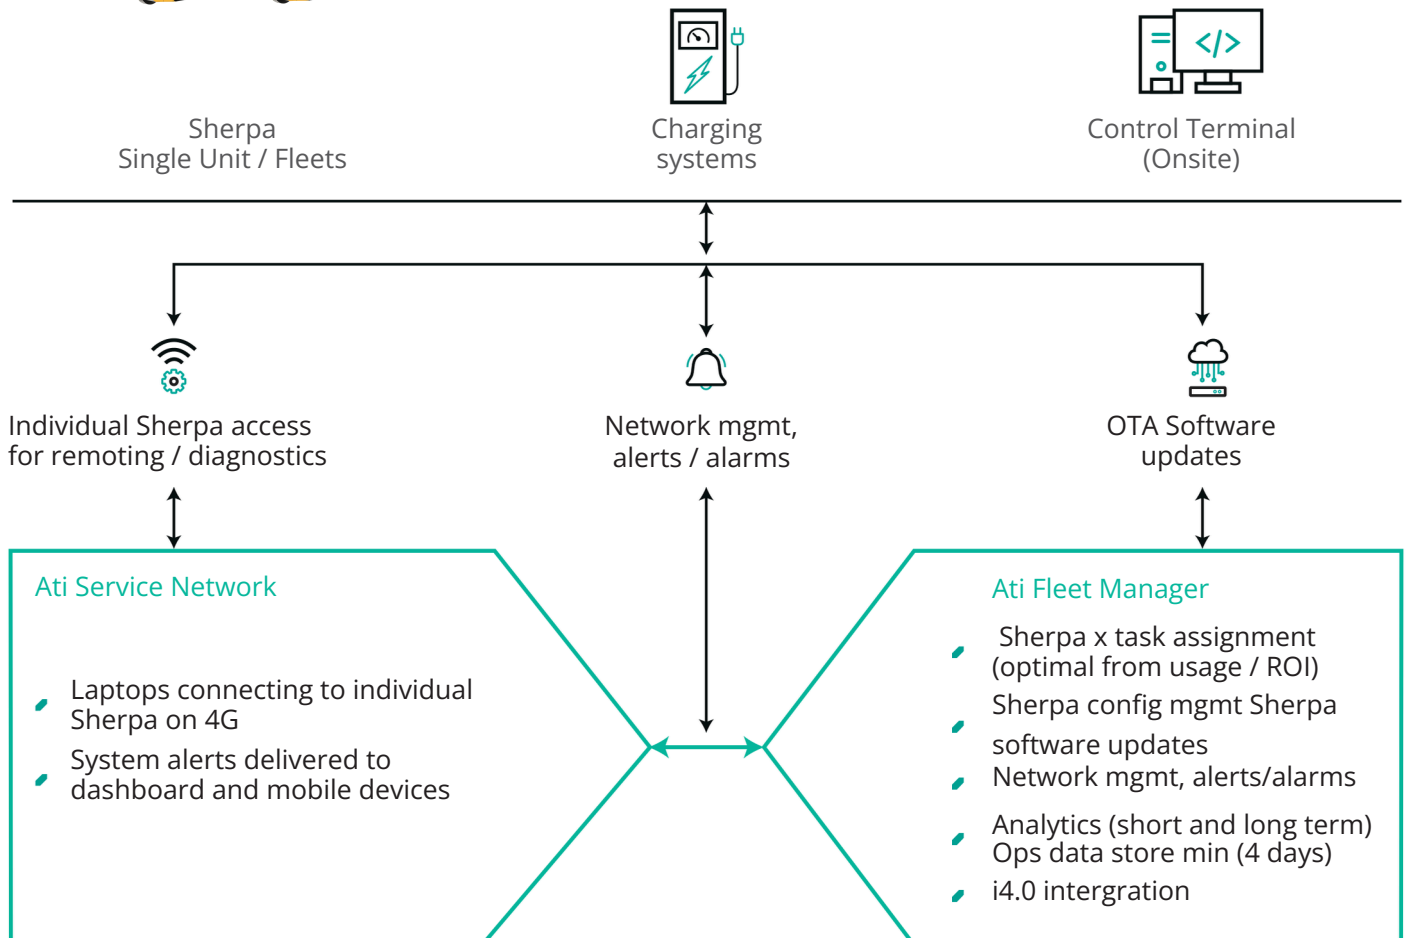 Sherpa
Single Unit / Fleets
Charging
systems
</>
Control Terminal
(Onsite)
Individual Sherpa access
for remoting / diagnostics
Network mgmt,
alerts / alarms
OTA Software
updates
Ati Service Network
Laptops connecting to individual
Sherpa on 4G
System alerts delivered to
dashboard and mobile devices
Ati Fleet Manager
Sherpa x task assignment
(optimal from usage / ROI)
Sherpa config mgmt Sherpa
software updates
Network mgmt, alerts/alarms
Analytics (short and long term)
Ops data store min (4 days)
i4.0 intergration